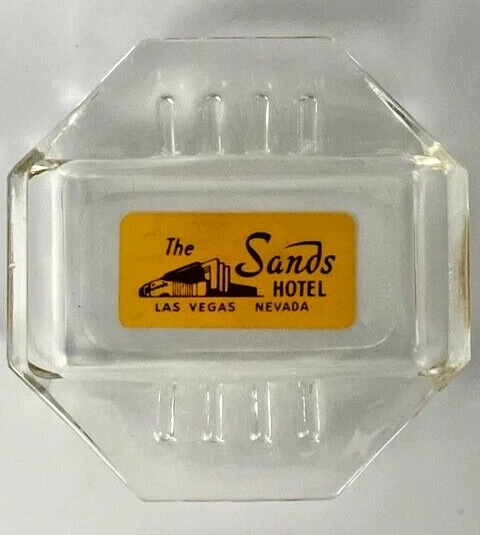 The Sands
HOTEL
LAS VEGAS NEVADA